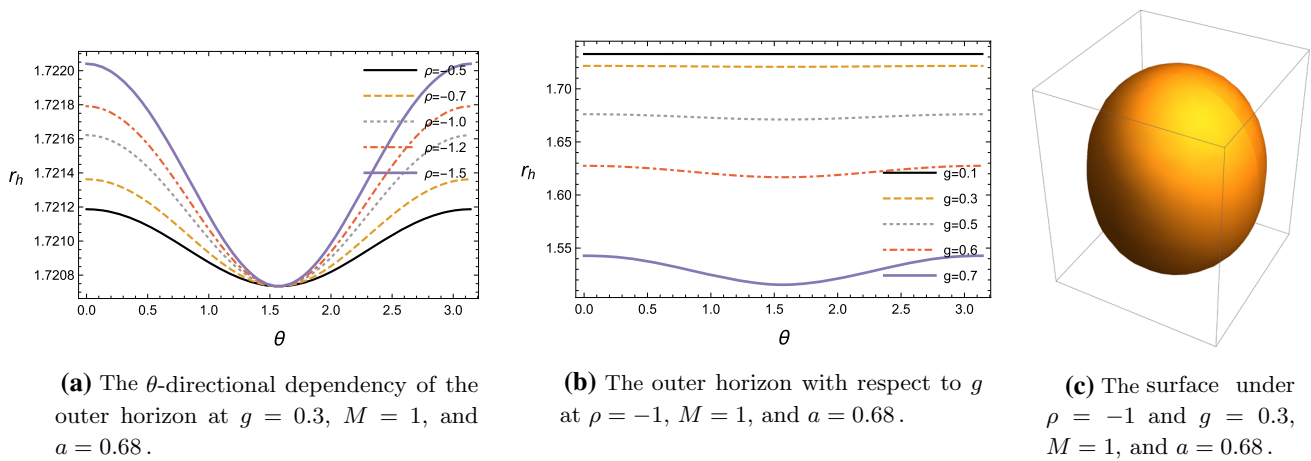 1.7220
1.7218
1.7216
1.7214
1.7212
1.7210
1.7208
r_h
0.0 0.5 1.0 1.5 2.0 2.5 3.0
θ
ρ=−0.5
ρ=−0.7
ρ=−1.0
ρ=−1.2
ρ=−1.5
(a) The θ-directional dependency of the
outer horizon at g = 0.3, M = 1, and
a = 0.68.
1.70
1.65
1.60
1.55
r_h
0.0 0.5 1.0 1.5 2.0 2.5 3.0
θ
g=0.1
g=0.3
g=0.5
g=0.6
g=0.7
(b) The outer horizon with respect to g
at ρ = −1, M = 1, and a = 0.68.
(c) The surface under
ρ = −1 and g = 0.3,
M = 1, and a = 0.68.